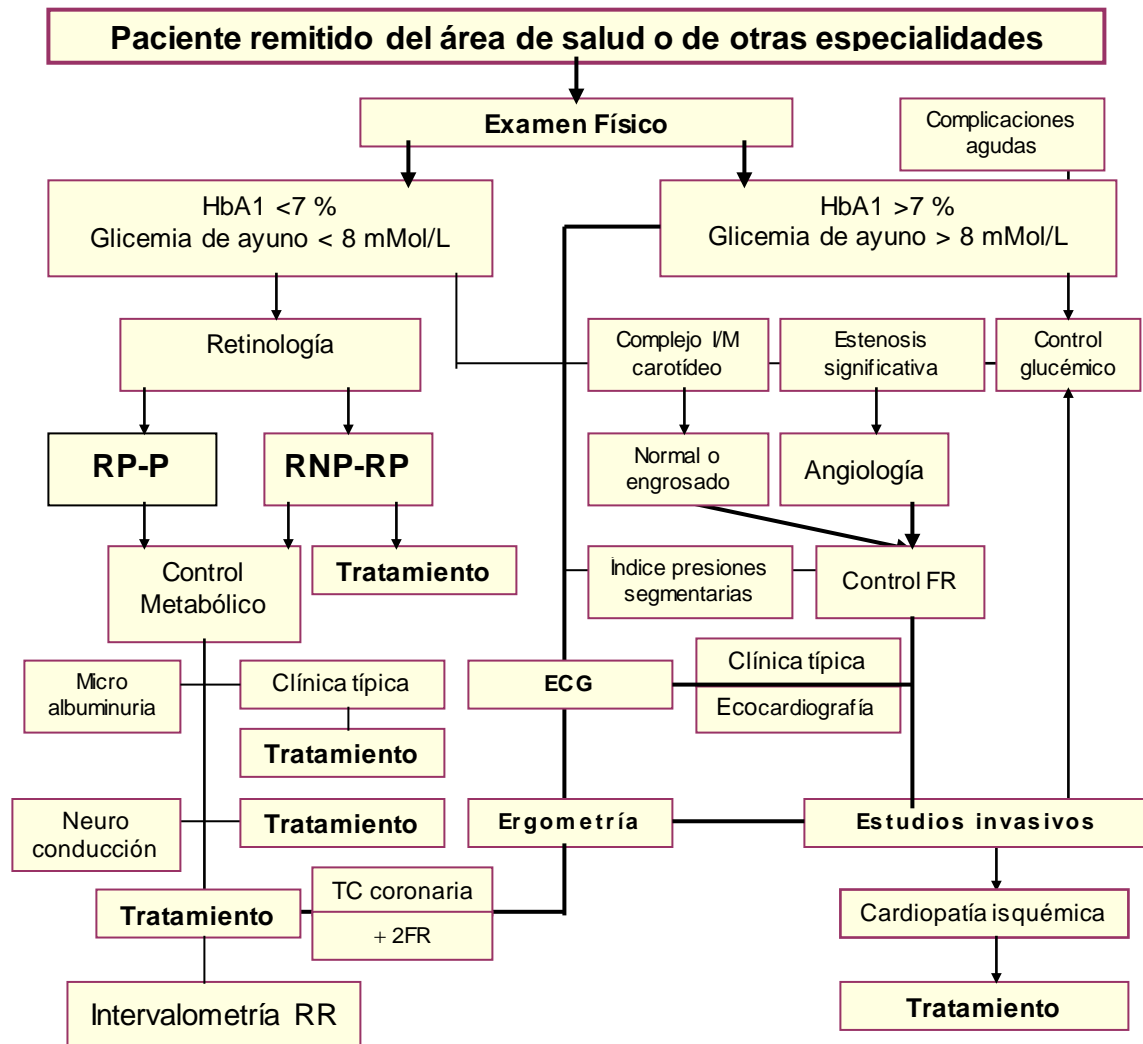 Paciente remitido del área de salud o de otras especialidades
Examen Físico
Complicaciones
agudas
HbA1 <7 %
Glicemia de ayuno < 8 mMol/L
HbA1 >7 %
Glicemia de ayuno > 8 mMol/L
Retinología
Complejo I/M
carotídeo
Estenosis
significativa
Control
glucémico
RP-P
RNP-RP
Normal o
engrosado
Angiología
Control
Metabólico
Tratamiento
Índice presiones
segmentarias
Control FR
Micro
albuminuria
Clínica típica
ECG
Clínica típica
Ecocardiografía
Tratamiento
Neuro
conducción
Tratamiento
Ergometría
Estudios invasivos
Tratamiento
TC coronaria
+ 2FR
Cardiopatía isquémica
Intervalometría RR
Tratamiento